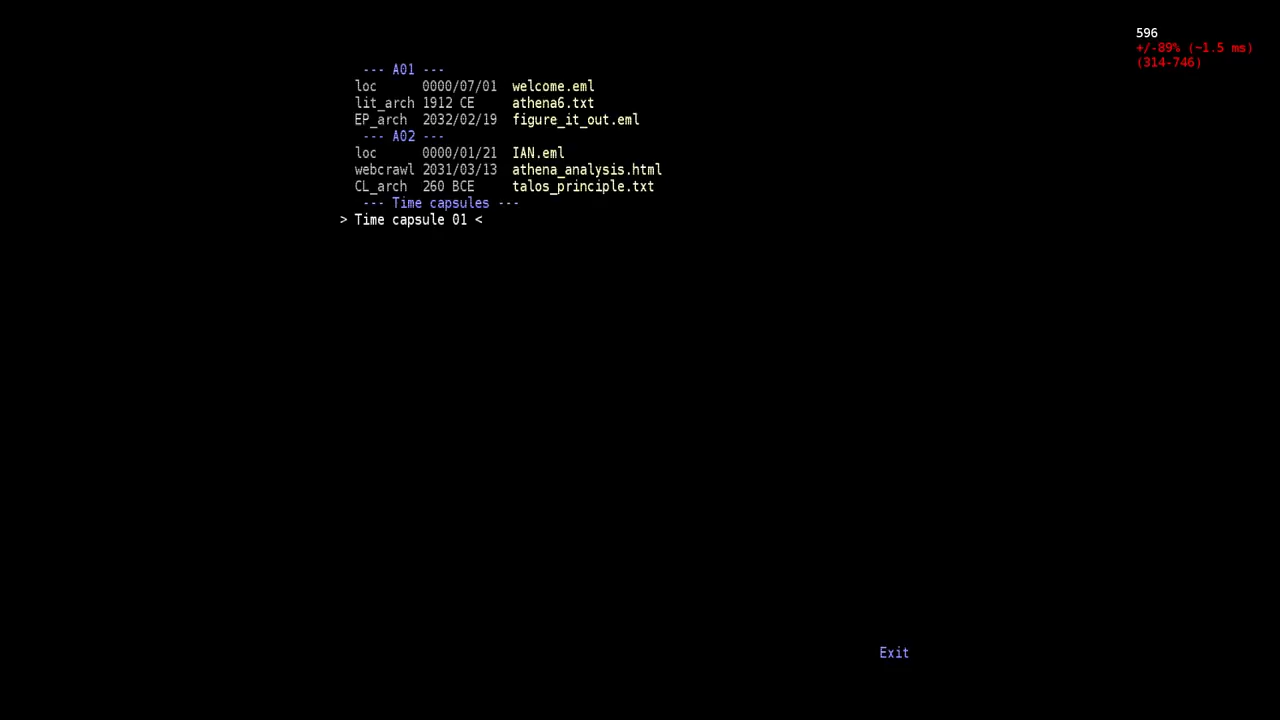 596
+/-89% (~1.5 ms)
(314-746)
--- A01 ---
loc 0000/07/01 welcome.eml
lit_arch 1912 CE athena6.txt
EP_arch 2032/02/19 figure_it_out.eml
--- A02 ---
loc 0000/01/21 IAN.eml
webcrawl 2031/03/13 athena_analysis.html
CL_arch 260 BCE talos_principle.txt
--- Time capsules ---
> Time capsule 01 <
Exit